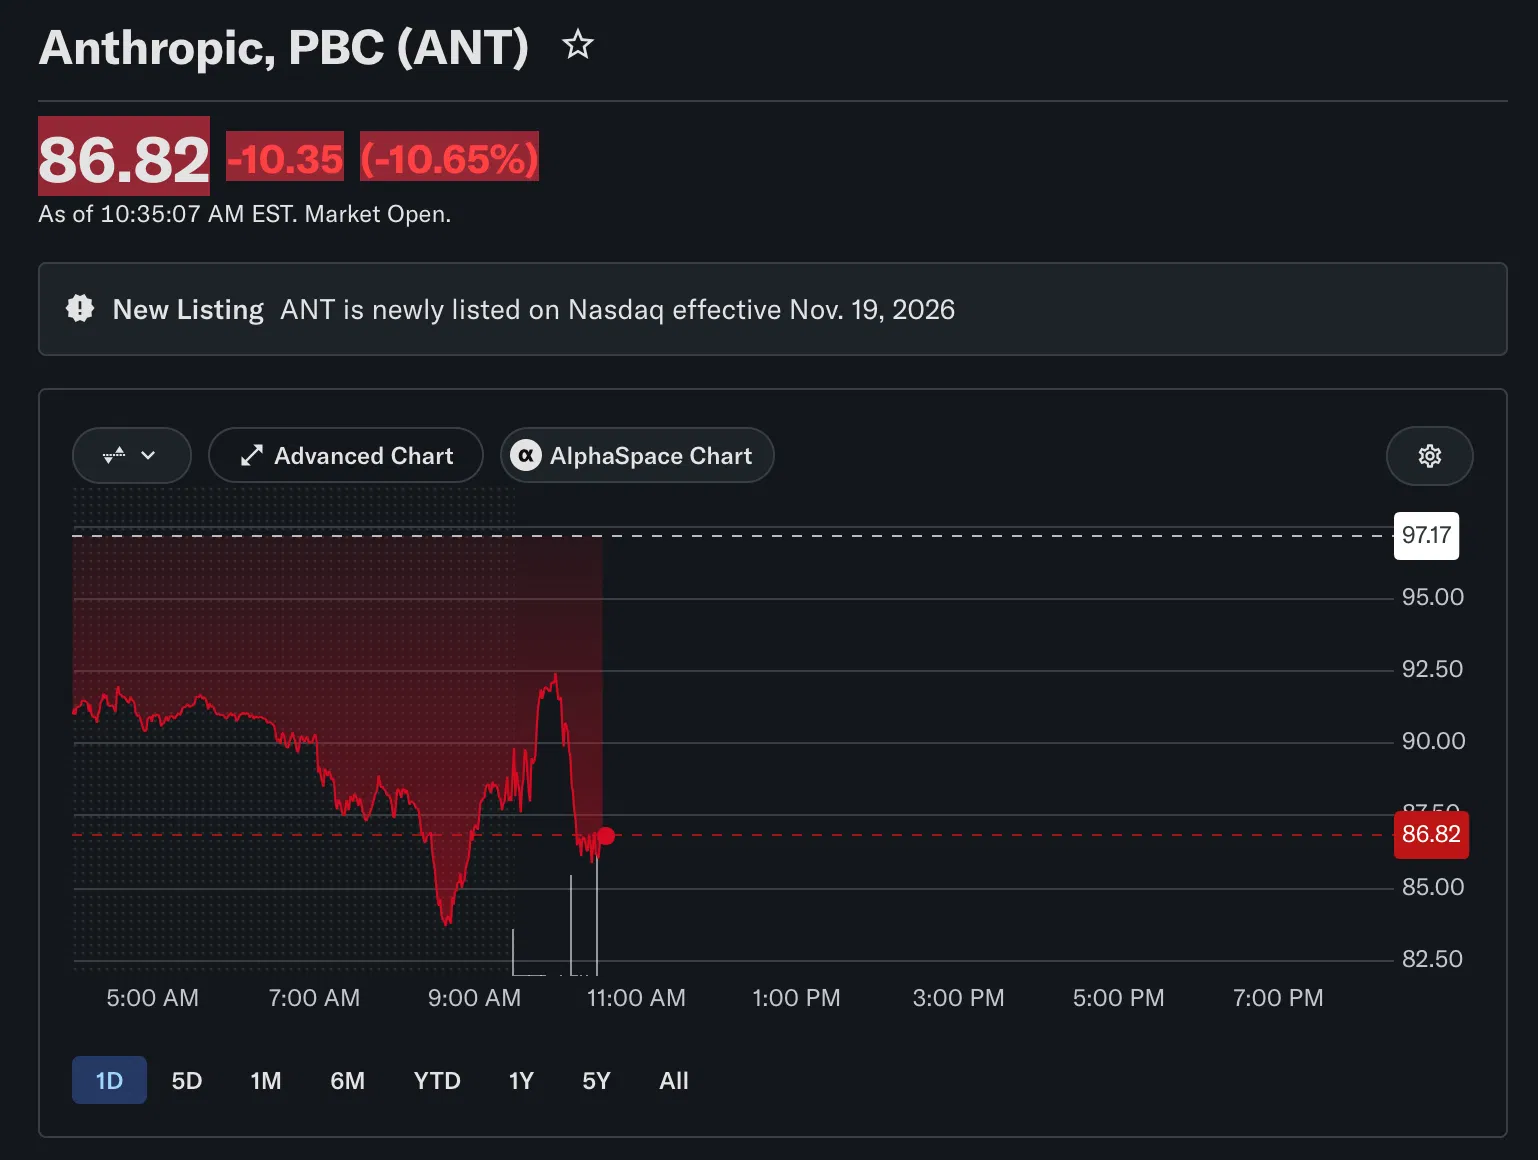 Anthropic, PBC (ANT)
86.82 -10.35 (-10.65%)
As of 10:35:07 AM EST. Market Open.
New Listing ANT is newly listed on Nasdaq effective Nov. 19, 2026
Advanced Chart
α AlphaSpace Chart
97.17
95.00
92.50
90.00
87.50
86.82
85.00
82.50
5:00 AM 7:00 AM 9:00 AM 11:00 AM 1:00 PM 3:00 PM 5:00 PM 7:00 PM
1D 5D 1M 6M YTD 1Y 5Y All